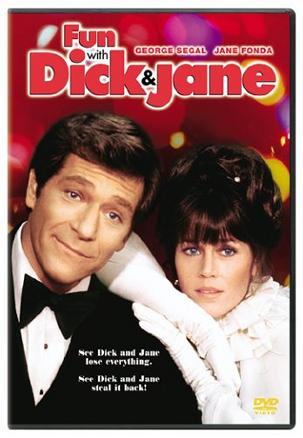 Fun
with
GEORGE SEGAL JANE FONDA
Dick & Jane
See Dick and Jane
lose everything.
See Dick and Jane
steal it back!
DVD
VIDEO